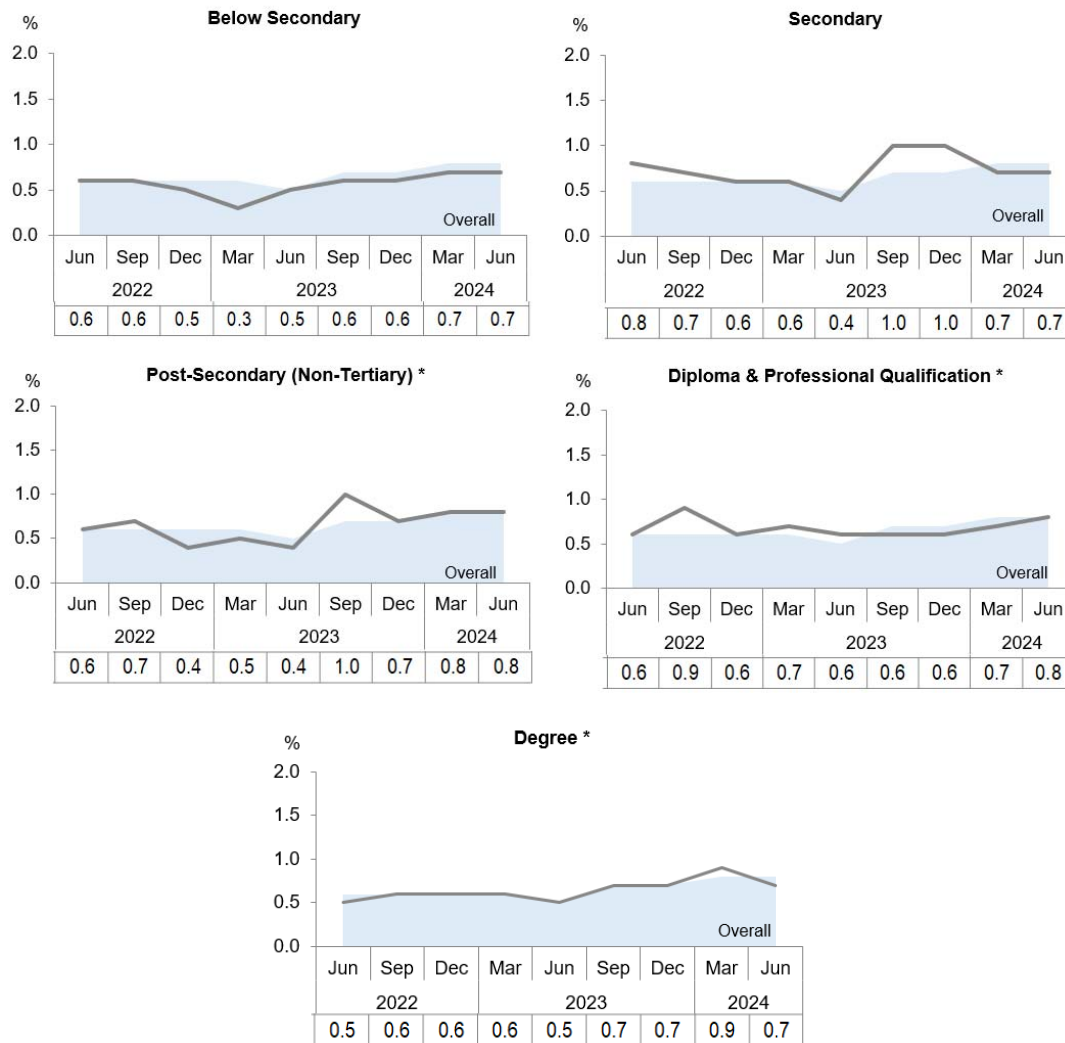 Below Secondary
%
2.0
1.5
1.0
0.5
0.0
Overall
Jun Sep Dec Mar Jun Sep Dec Mar Jun
2022 2023 2024
0.6 0.6 0.5 0.3 0.5 0.6 0.6 0.7 0.7
Secondary
%
2.0
1.5
1.0
0.5
0.0
Overall
Jun Sep Dec Mar Jun Sep Dec Mar Jun
2022 2023 2024
0.8 0.7 0.6 0.6 0.4 1.0 1.0 0.7 0.7
Post-Secondary (Non-Tertiary) *
%
2.0
1.5
1.0
0.5
0.0
Overall
Jun Sep Dec Mar Jun Sep Dec Mar Jun
2022 2023 2024
0.6 0.7 0.4 0.5 0.4 1.0 0.7 0.8 0.8
Diploma & Professional Qualification *
%
2.0
1.5
1.0
0.5
0.0
Overall
Jun Sep Dec Mar Jun Sep Dec Mar Jun
2022 2023 2024
0.6 0.9 0.6 0.7 0.6 0.6 0.6 0.7 0.8
Degree *
%
2.0
1.5
1.0
0.5
0.0
Overall
Jun Sep Dec Mar Jun Sep Dec Mar Jun
2022 2023 2024
0.5 0.6 0.6 0.6 0.5 0.7 0.7 0.9 0.7